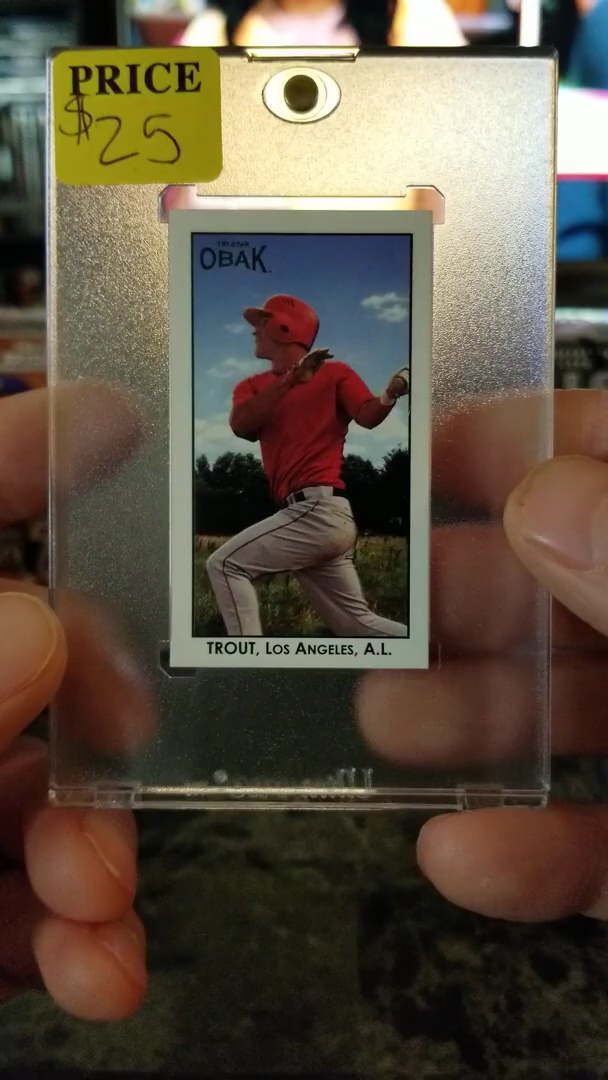 PRICE
$25
TRISTAR
OBAK.
TROUT, LOS ANGELES, A.L.